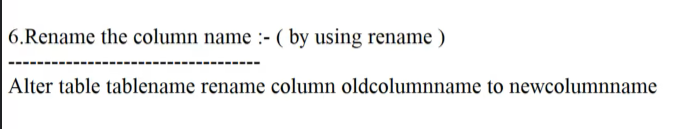 6.Rename the column name :- ( by using rename )
-----------------------------------
Alter table tablename rename column oldcolumnname to newcolumnname